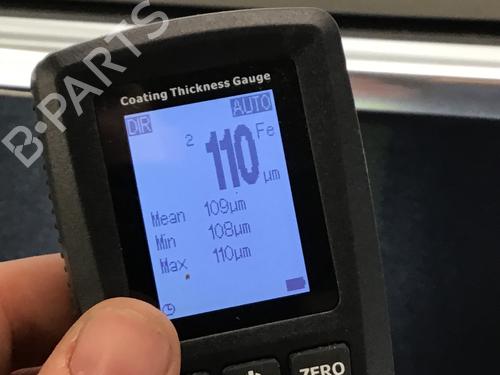 B-PARTS
Coating Thickness Gauge
DIR AUTO
2 110 Fe
µm
Mean 109µm
Min 108µm
Max 110µm
ZERO